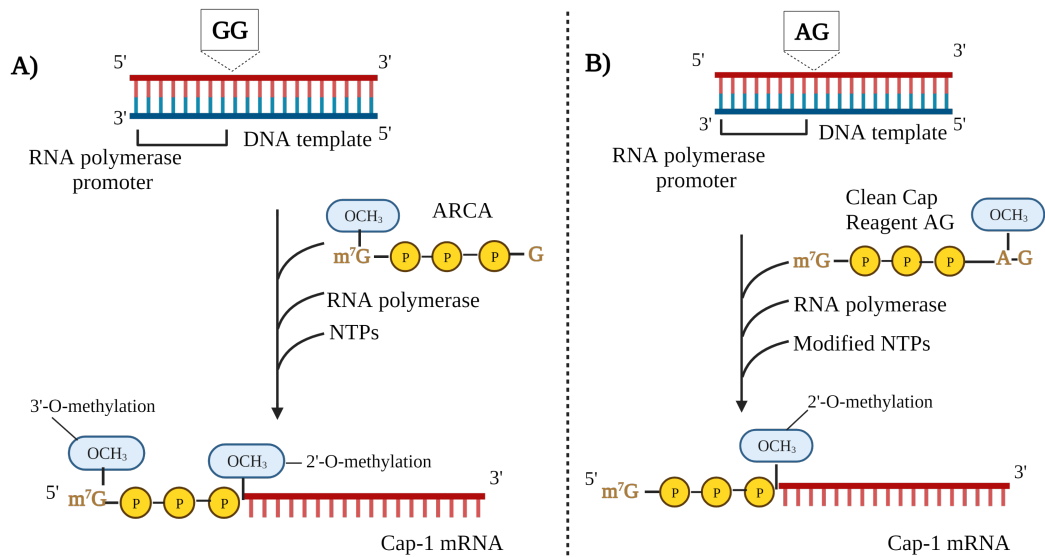 A)
GG
5'
3'
3'
5'
DNA template
RNA polymerase
promoter
OCH₃
ARCA
m⁷G P P P G
RNA polymerase
NTPs
3'-O-methylation
OCH₃
OCH₃
2'-O-methylation
5'
m⁷G P P P
3'
Cap-1 mRNA
B)
AG
5'
3'
3'
5'
DNA template
RNA polymerase
promoter
Clean Cap
Reagent AG
OCH₃
m⁷G P P P A-G
RNA polymerase
Modified NTPs
2'-O-methylation
OCH₃
5'
m⁷G P P P
3'
Cap-1 mRNA